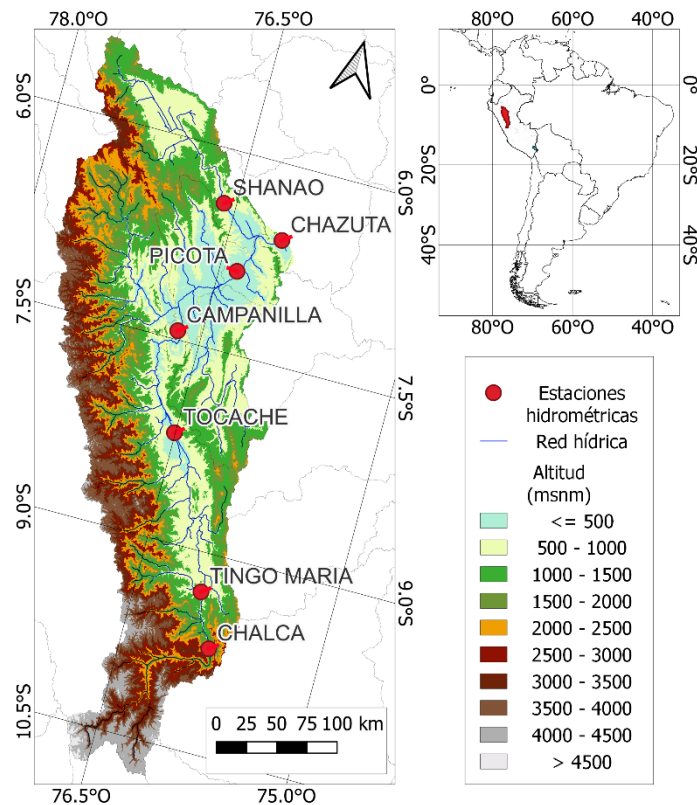 78.0°O
76.5°O
6.0°S
6.0°S
SHANAO
CHAZUTA
PICOTA
7.5°S
CAMPANILLA
7.5°S
TOCACHE
9.0°S
TINGO MARIA
9.0°S
CHALCA
10.5°S
0 25 50 75 100 km
76.5°O
75.0°O
80°O 60°O 40°O
0° 0°
20°S
20°S
40°S
40°S
80°O 60°O 40°O
Estaciones
hidrométricas
Red hídrica
Altitud
(msnm)
<= 500
500 - 1000
1000 - 1500
1500 - 2000
2000 - 2500
2500 - 3000
3000 - 3500
3500 - 4000
4000 - 4500
> 4500